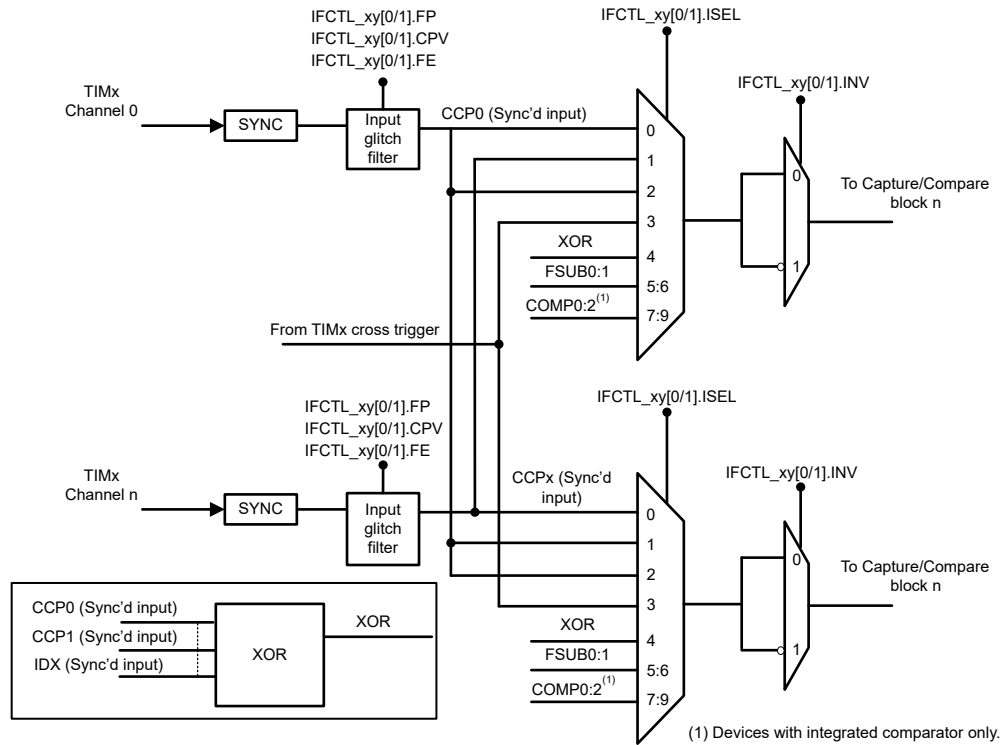 IFCTL_xy[0/1].FP
IFCTL_xy[0/1].CPV
IFCTL_xy[0/1].FE
IFCTL_xy[0/1].ISEL
IFCTL_xy[0/1].INV
TIMx
Channel 0
SYNC
Input
glitch
filter
CCP0 (Sync'd input)
0
1
2
3
XOR
4
FSUB0:1
5:6
COMP0:2(1)
7:9
0
1
To Capture/Compare
block n
From TIMx cross trigger
IFCTL_xy[0/1].FP
IFCTL_xy[0/1].CPV
IFCTL_xy[0/1].FE
IFCTL_xy[0/1].ISEL
IFCTL_xy[0/1].INV
TIMx
Channel n
SYNC
Input
glitch
filter
CCPx (Sync'd
input)
0
1
2
3
XOR
4
FSUB0:1
5:6
COMP0:2(1)
7:9
0
1
To Capture/Compare
block n
CCP0 (Sync'd input)
CCP1 (Sync'd input)
IDX (Sync'd input)
XOR
XOR
(1) Devices with integrated comparator only.